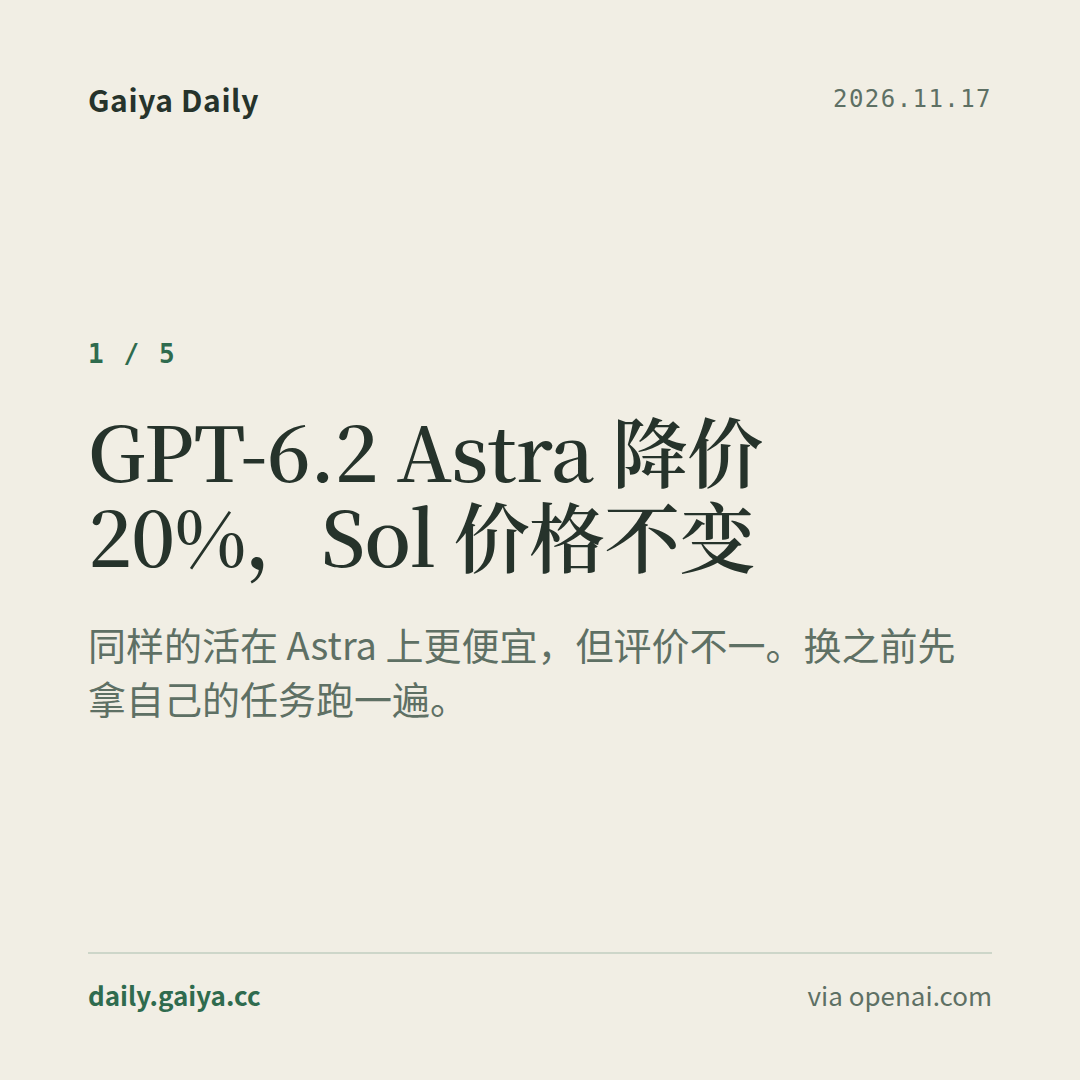 Gaiya Daily
2026.11.17
1 / 5
GPT-6.2 Astra 降价
20%，Sol 价格不变
同样的活在 Astra 上更便宜，但评价不一。换之前先
拿自己的任务跑一遍。
daily.gaiya.cc
via openai.com